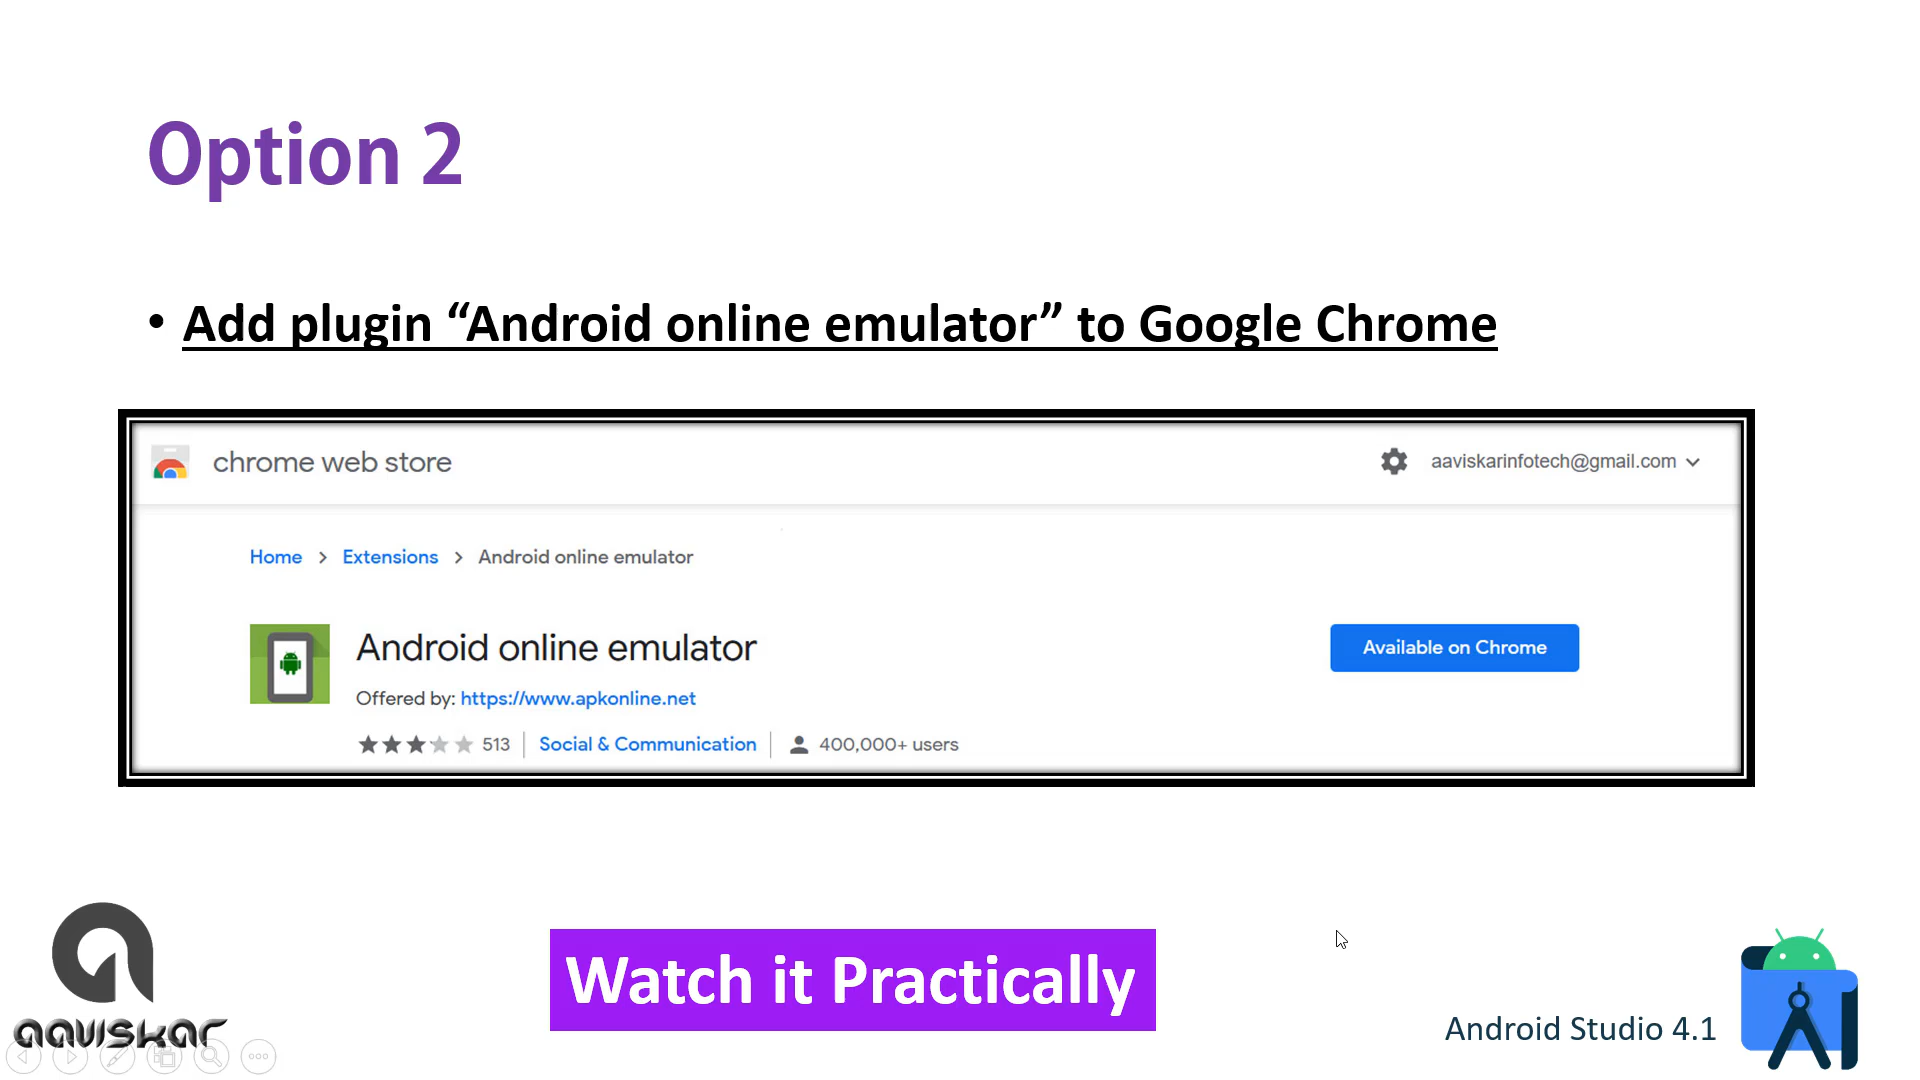 Option 2
• Add plugin “Android online emulator” to Google Chrome
chrome web store
aaviskarinfotech@gmail.com
Home > Extensions > Android online emulator
Android online emulator
Available on Chrome
Offered by: https://www.apkonline.net
513 | Social & Communication | 400,000+ users
Watch it Practically
aaviskar
Android Studio 4.1